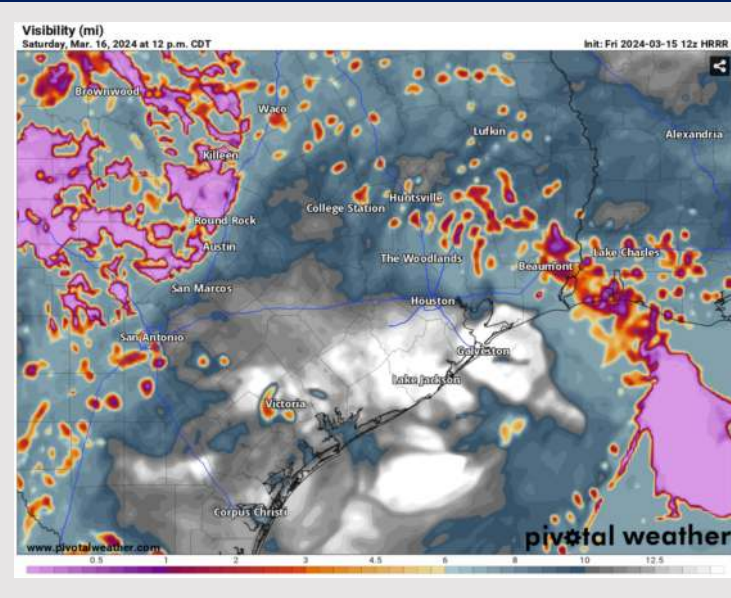 Visibility (mi)
Saturday, Mar. 16, 2024 at 12 p.m. CDT
Init: Fri 2024-03-15 12z HRRR
Brownwood
Waco
Lufkin
Alexandria
Killeen
Huntsville
College Station
Round Rock
Austin
The Woodlands
Lake Charles
Beaumont
San Marcos
Houston
San Antonio
Galveston
Lake Jackson
Victoria
Corpus Christi
pivotal weather
www.pivotalweather.com
0.5 1 2 3 4.5 6 8 10 12.5